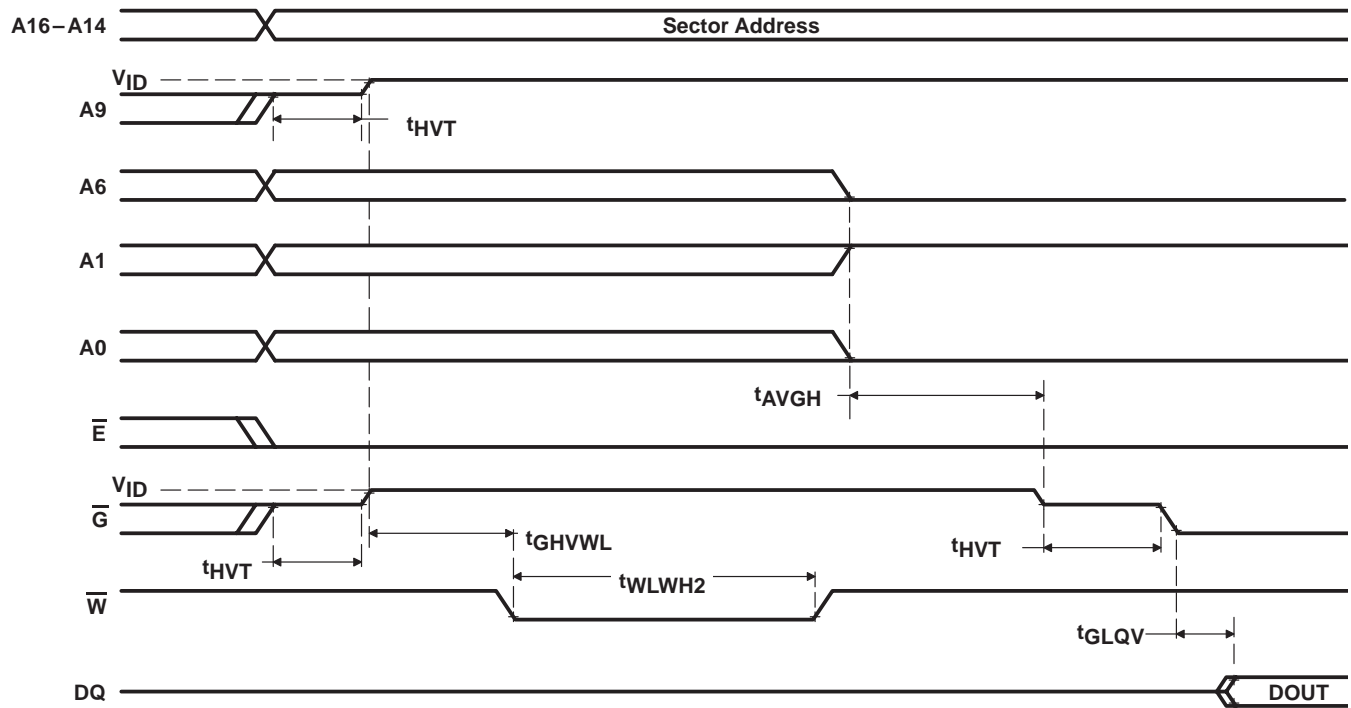 A16–A14 Sector Address
VID
A9
tHVT
A6
A1
A0
tAVGH
E
VID
G
tGHVWL
tHVT
tHVT
tWLWH2
W
tGLQV
DQ DOUT